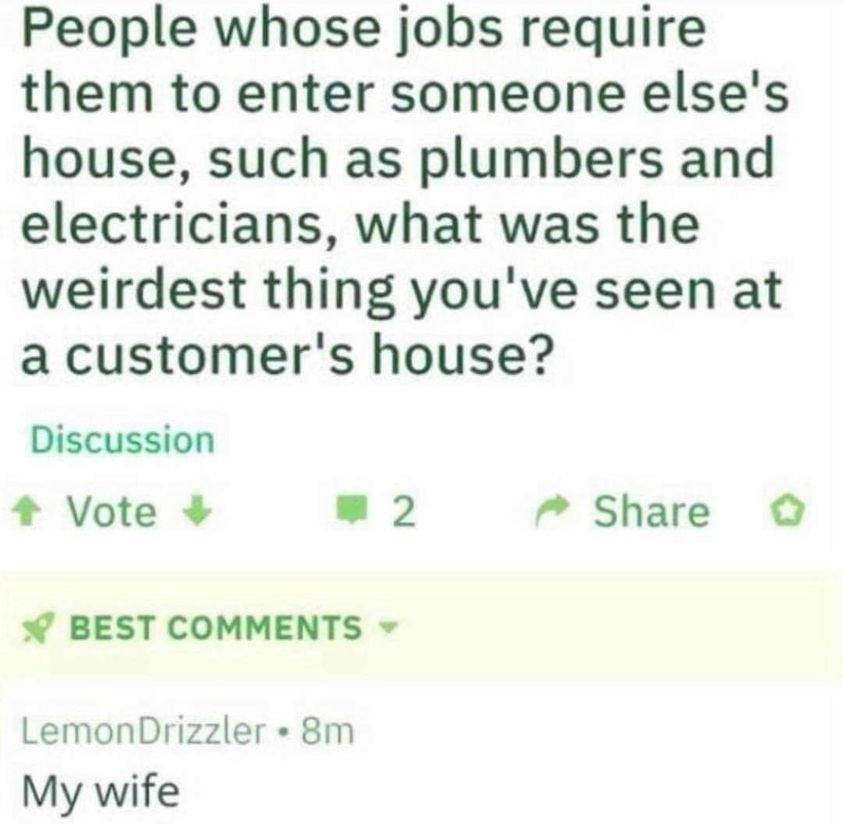 People whose jobs require
them to enter someone else's
house, such as plumbers and
electricians, what was the
weirdest thing you've seen at
a customer's house?
Discussion
Vote 2 Share
BEST COMMENTS
LemonDrizzler • 8m
My wife